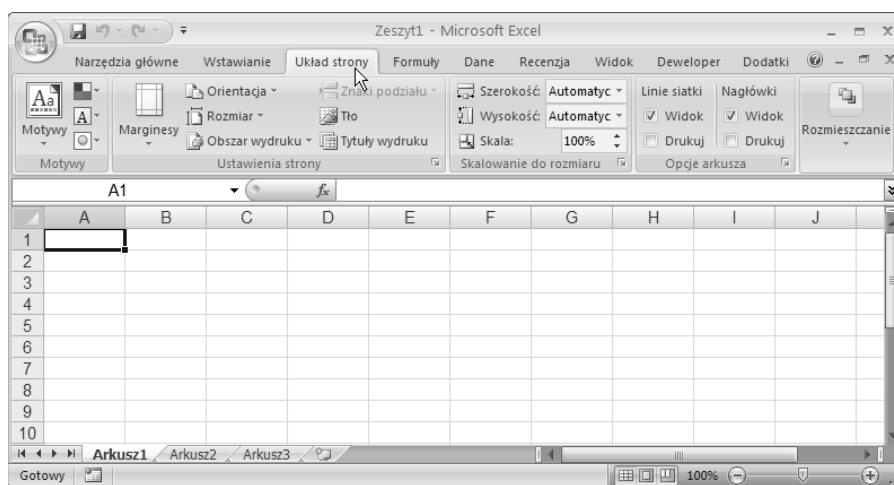 Zeszyt1 - Microsoft Excel
Narzędzia główne Wstawianie Układ strony Formuły Dane Recenzja Widok Deweloper Dodatki
Aa Orientacja Znaki podziału Szerokość: Automatyc Linie siatki Nagłówki
A Rozmiar Tło Wysokość: Automatyc Widok Widok
Motywy Marginesy Obszar wydruku Tytuły wydruku Skala: 100% Drukuj Drukuj Rozmieszczanie
Motywy Ustawienia strony Skalowanie do rozmiaru Opcje arkusza
A1 fx
A B C D E F G H I J
1
2
3
4
5
6
7
8
9
10
Arkusz1 Arkusz2 Arkusz3
Gotowy 100%